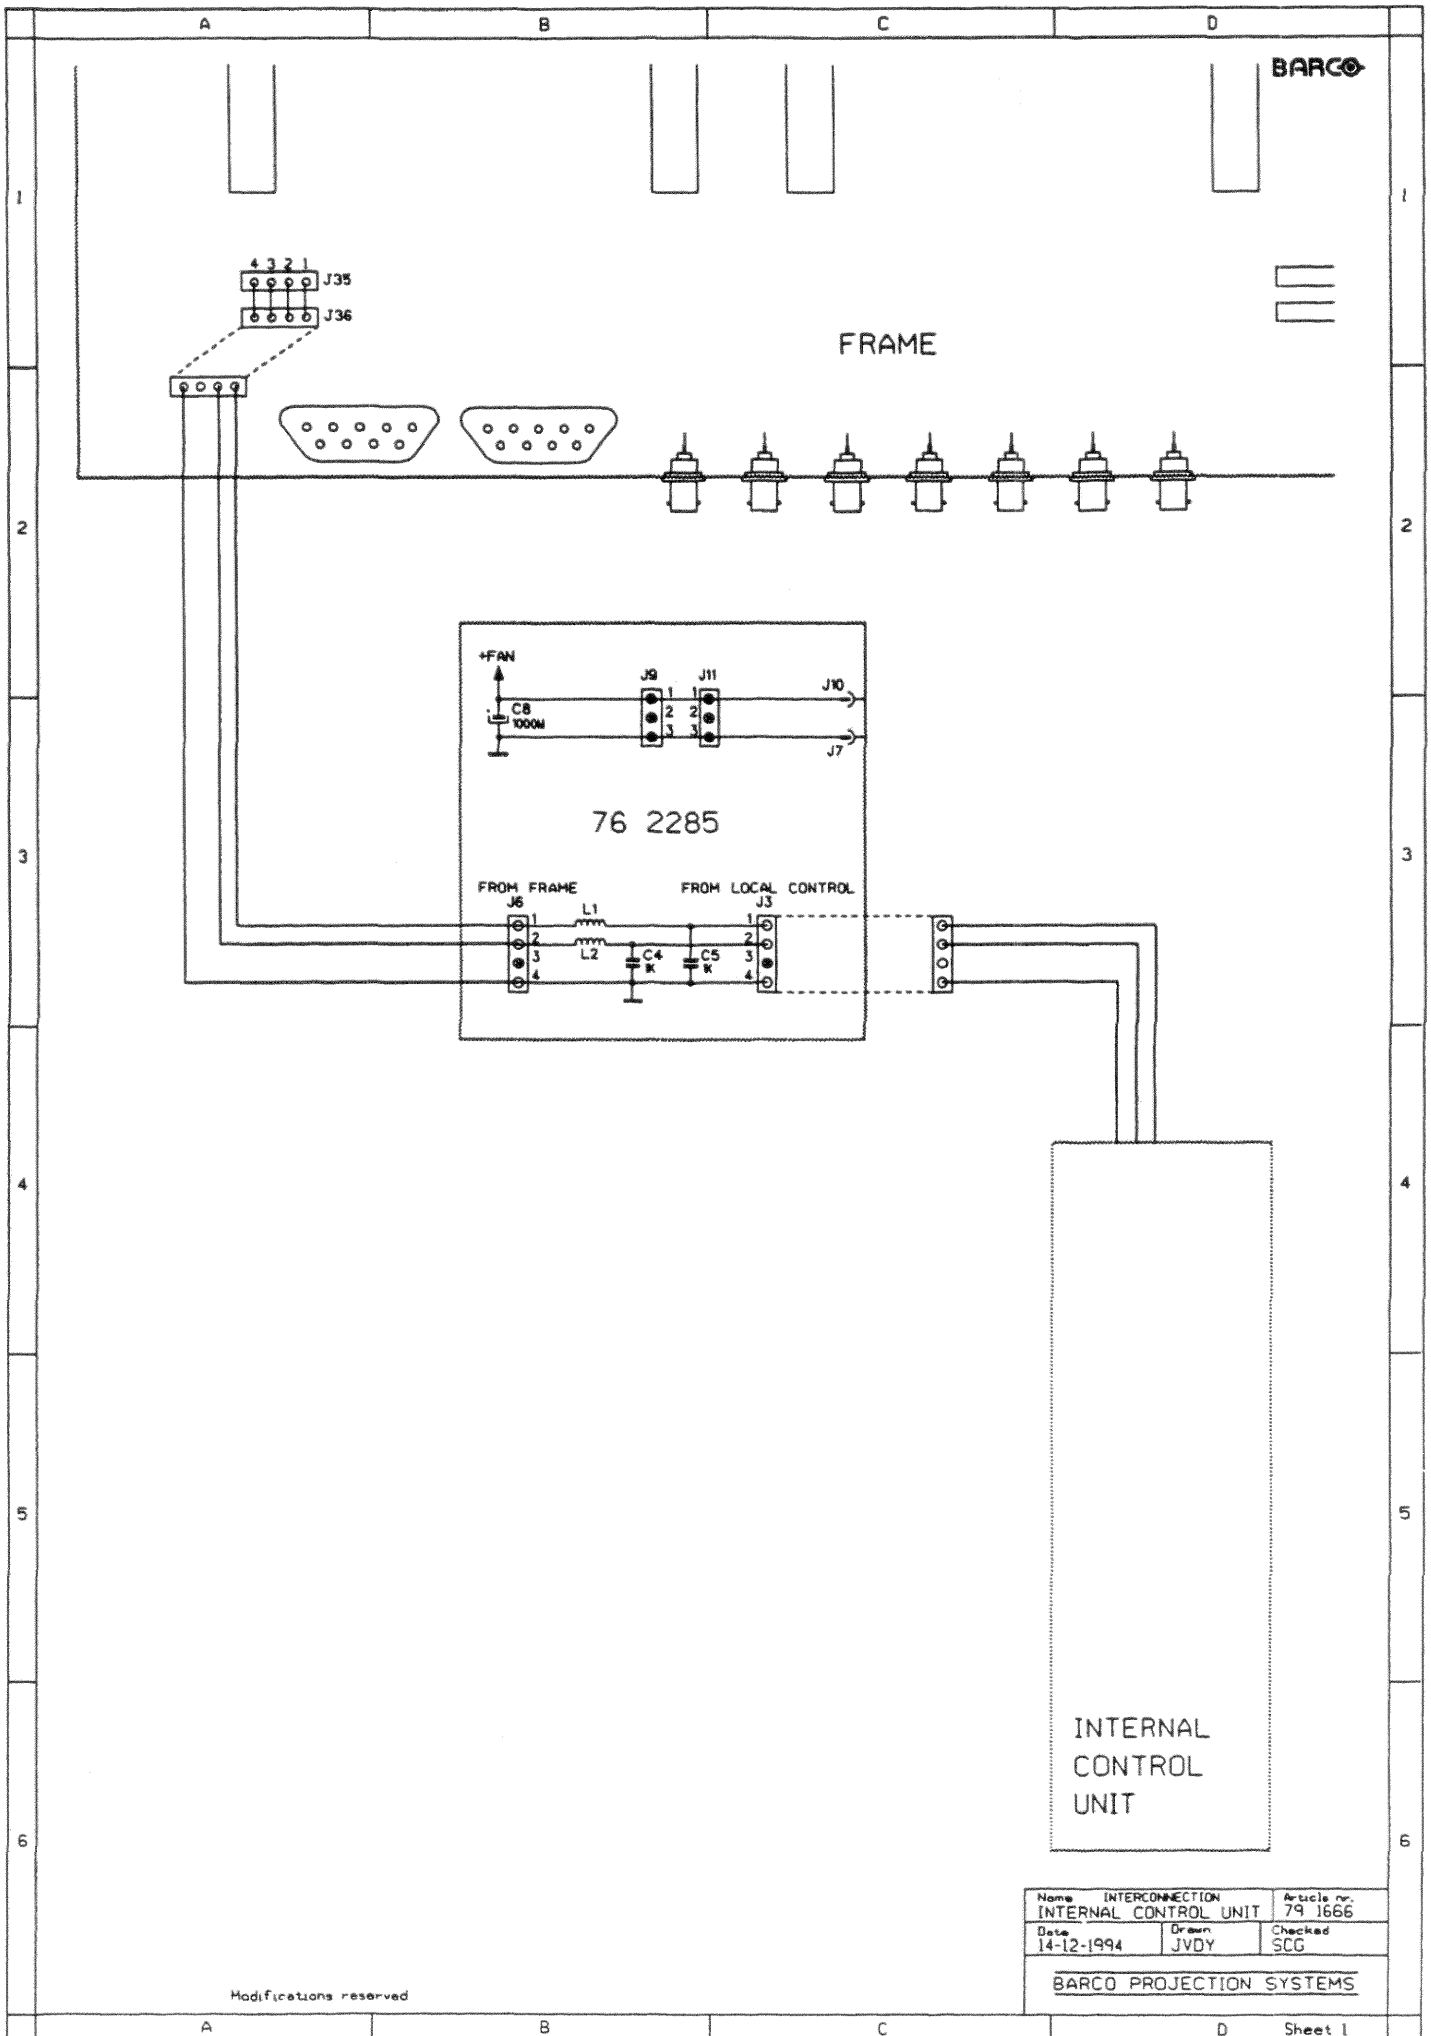 A B C D
BARCO
1 1
4 3 2 1
J35
J36
FRAME
2 2
+FAN
J9 J11
J10
1 1
C8
1000M
2 2
3 3
J7
76 2285
3 3
FROM FRAME FROM LOCAL CONTROL
J6 J3
1 L1 1
2 2
3 L2 C4 C5 3
1K 1K
4 4
4 4
5 5
INTERNAL
CONTROL
UNIT
6 6
Name INTERCONNECTION Article nr.
INTERNAL CONTROL UNIT 79 1666
Date Drawn Checked
14-12-1994 JVDY SCG
BARCO PROJECTION SYSTEMS
Modifications reserved
A B C D Sheet 1